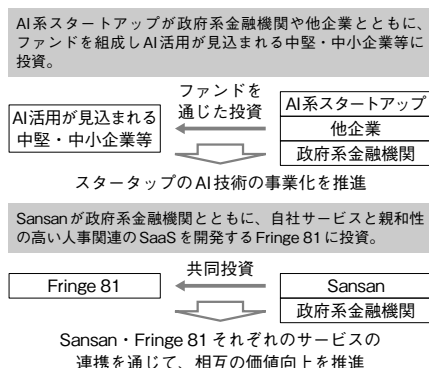 AI系スタートアップが政府系金融機関や他企業とともに、
ファンドを組成しAI活用が見込まれる中堅・中小企業等に
投資。
ファンドを
通じた投資
AI活用が見込まれる
中堅・中小企業等
AI系スタートアップ
他企業
政府系金融機関
スタータップのAI技術の事業化を推進
Sansanが政府系金融機関とともに、自社サービスと親和性
の高い人事関連のSaaSを開発するFringe 81に投資。
共同投資
Fringe 81
Sansan
政府系金融機関
Sansan・Fringe 81 それぞれのサービスの
連携を通じて、相互の価値向上を推進